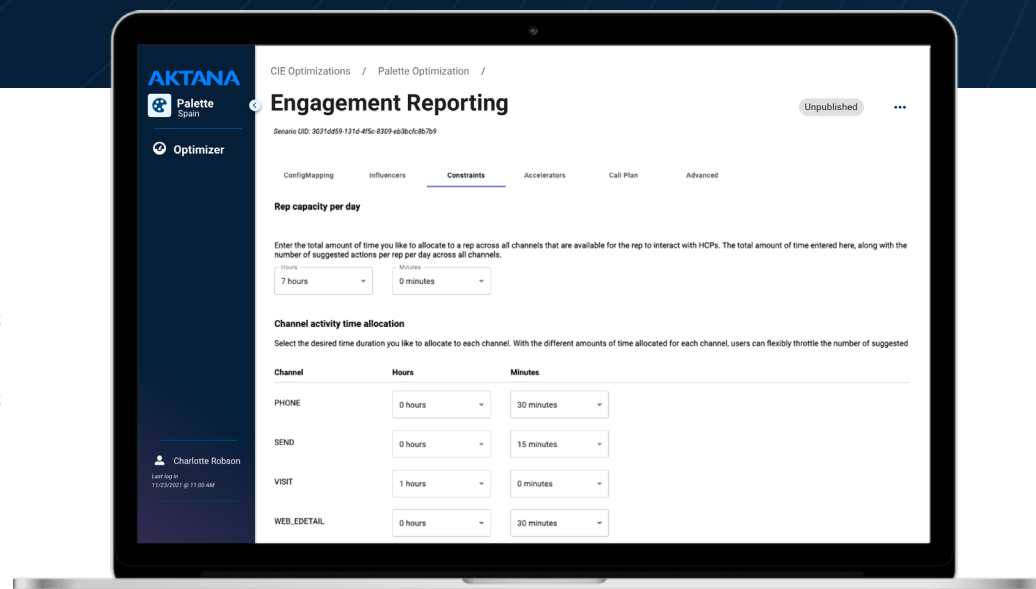 AKTANA
Palette
Spain
Optimizer
Charlotte Robson
Last log in
11/23/2021 @ 11:00 AM
CIE Optimizations / Palette Optimization /
Engagement Reporting
Unpublished
Senario UID: 3031dd59-131d-4f5c-8309-eb3bcfc8b7b9
ConfigMapping Influencers Constraints Accelerators Call Plan Advanced
Rep capacity per day
Enter the total amount of time you like to allocate to a rep across all channels that are available for the rep to interact with HCPs. The total amount of time entered here, along with the
number of suggested actions per rep per day across all channels.
Hours Minutes
7 hours 0 minutes
Channel activity time allocation
Select the desired time duration you like to allocate to each channel. With the different amounts of time allocated for each channel, users can flexibly throttle the number of suggested
Channel Hours Minutes
PHONE 0 hours 30 minutes
SEND 0 hours 15 minutes
VISIT 1 hours 0 minutes
WEB_EDETAIL 0 hours 30 minutes